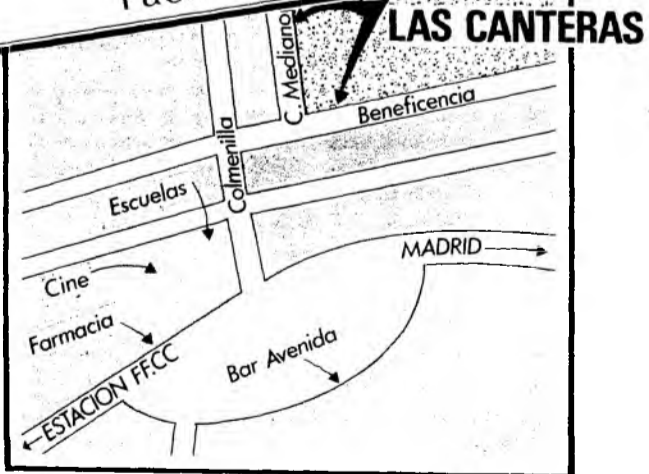 LAS CANTERAS
C. Mediano
Beneficencia
Colmenilla
Escuelas
MADRID
Cine
Farmacia
Bar Avenida
ESTACION FF.CC